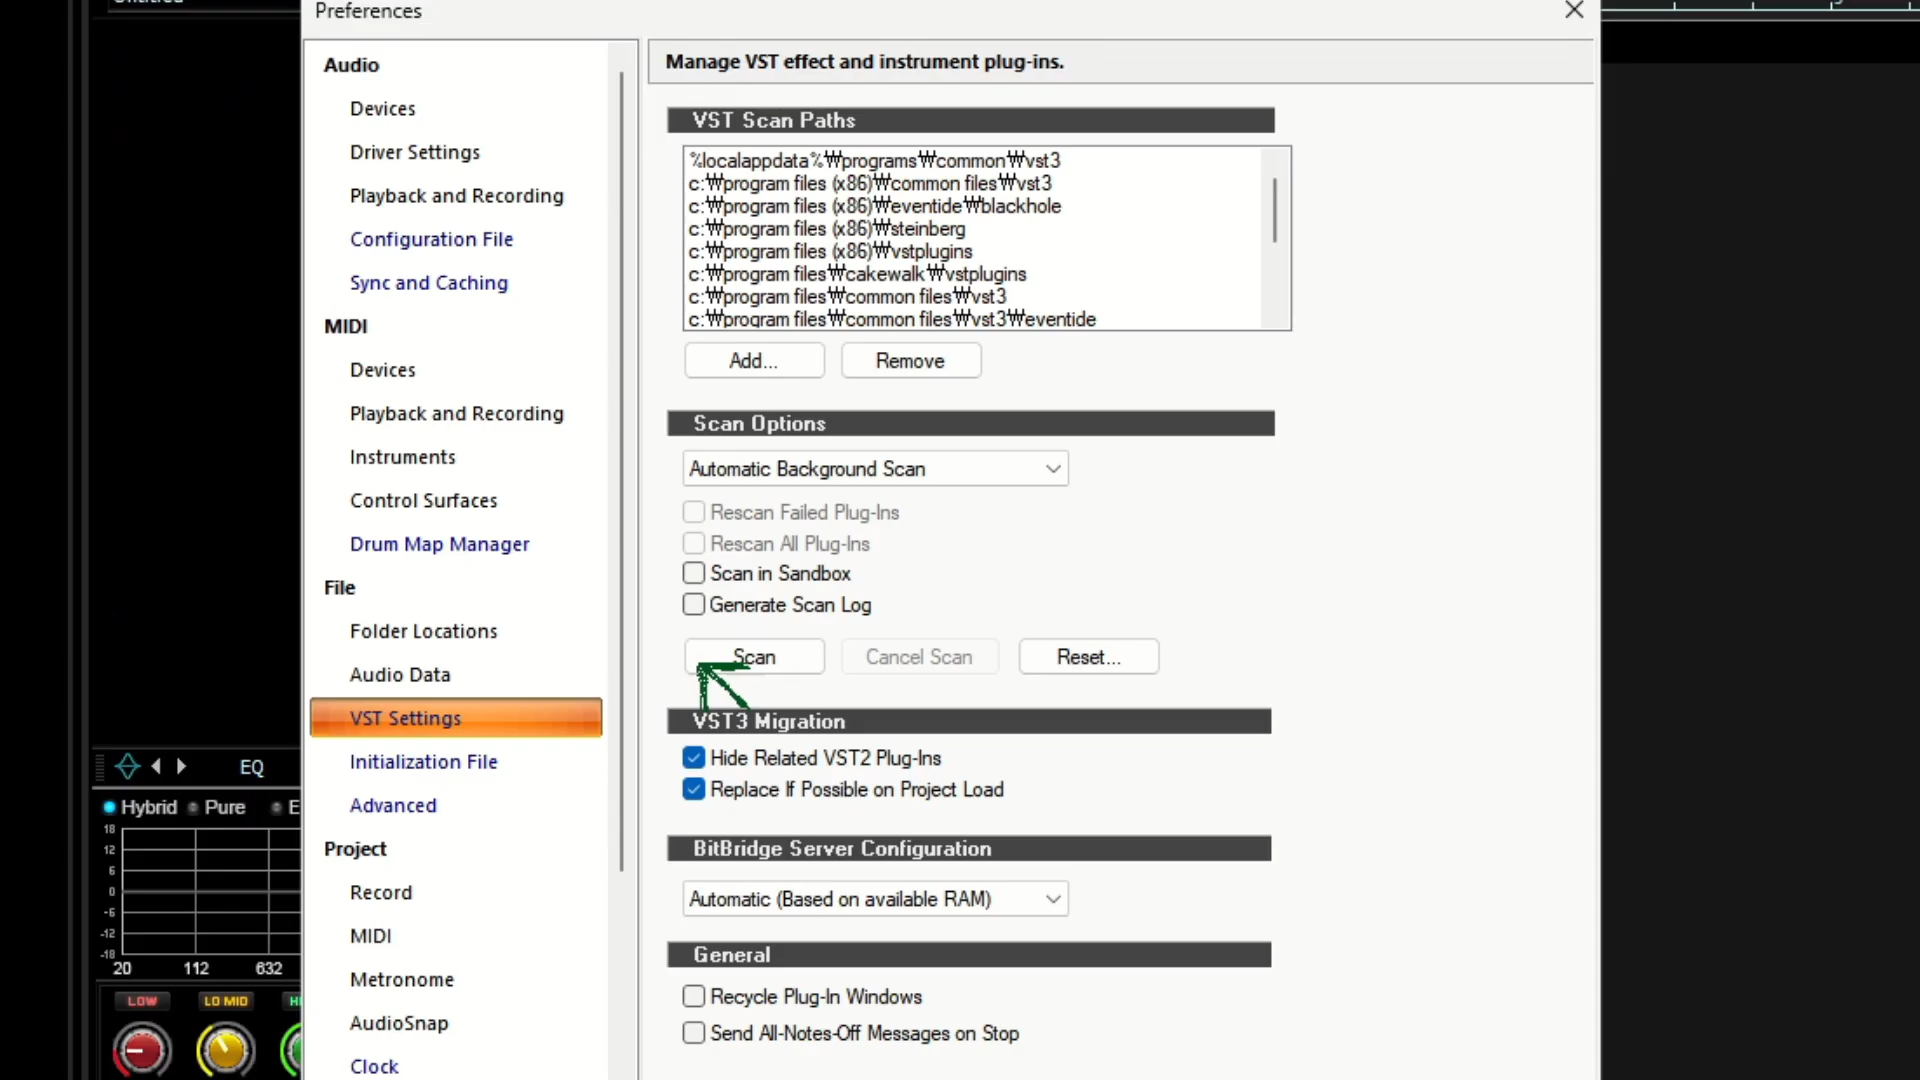 Preferences
Audio
Devices
Driver Settings
Playback and Recording
Configuration File
Sync and Caching
MIDI
Devices
Playback and Recording
Instruments
Control Surfaces
Drum Map Manager
File
Folder Locations
Audio Data
VST Settings
Initialization File
Advanced
Project
Record
MIDI
Metronome
AudioSnap
Clock
Manage VST effect and instrument plug-ins.
VST Scan Paths
%localappdata%₩programs₩common₩vst3
c:₩program files (x86)₩common files₩vst3
c:₩program files (x86)₩eventide₩blackhole
c:₩program files (x86)₩steinberg
c:₩program files (x86)₩vstplugins
c:₩program files₩cakewalk₩vstplugins
c:₩program files₩common files₩vst3
c:₩program files₩common files₩vst3₩eventide
Add... Remove
Scan Options
Automatic Background Scan
Rescan Failed Plug-Ins
Rescan All Plug-Ins
Scan in Sandbox
Generate Scan Log
Scan Cancel Scan Reset...
VST3 Migration
Hide Related VST2 Plug-Ins
Replace If Possible on Project Load
BitBridge Server Configuration
Automatic (Based on available RAM)
General
Recycle Plug-In Windows
Send All-Notes-Off Messages on Stop
EQ
Hybrid Pure
18
12
6
0
-6
-12
-18
20 112 632
LOW LO MID